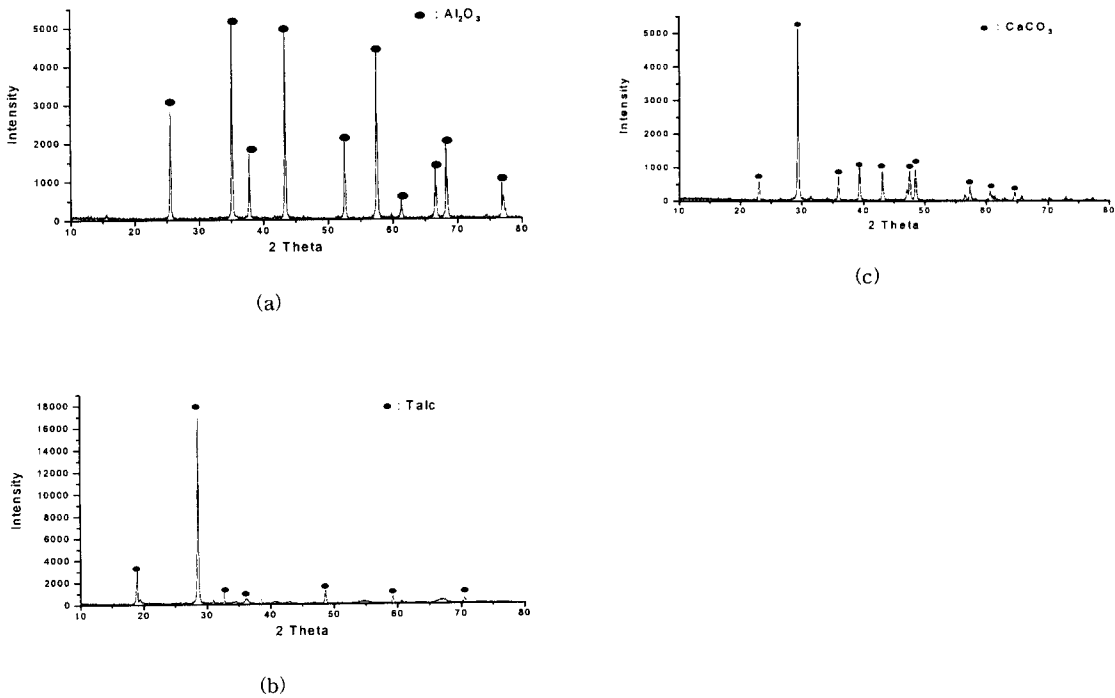 ● : Al₂O₃
Intensity
5000
4000
3000
2000
1000
0
10 20 30 40 50 60 70 80
2 Theta
(a)
● : CaCO₃
Intensity
5000
4000
3000
2000
1000
0
10 20 30 40 50 60 70 80
2 Theta
(c)
● : Talc
Intensity
18000
16000
14000
12000
10000
8000
6000
4000
2000
0
10 20 30 40 50 60 70 80
2 Theta
(b)